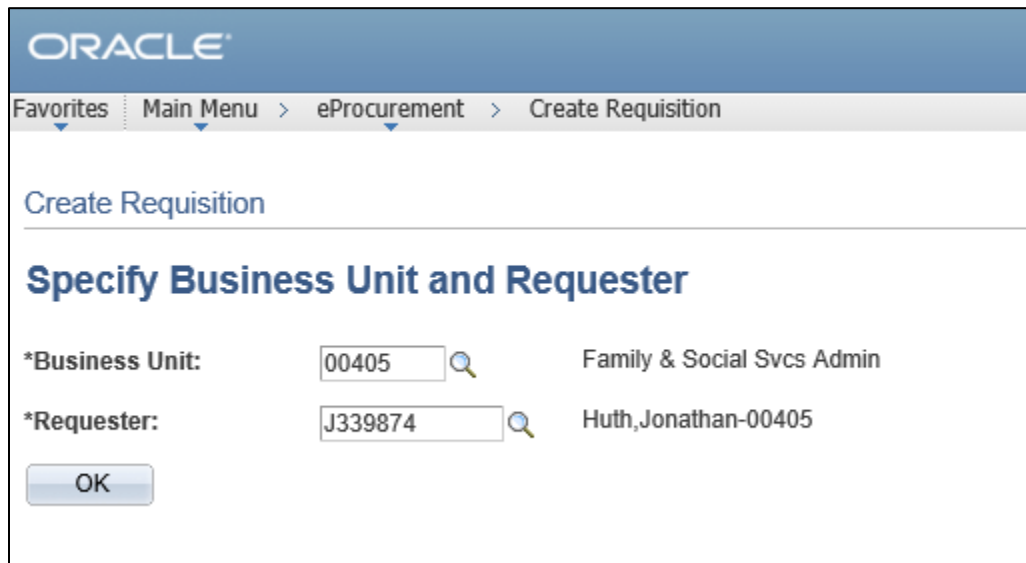 ORACLE
Favorites Main Menu > eProcurement > Create Requisition
Create Requisition
Specify Business Unit and Requester
*Business Unit: 00405 Family & Social Svcs Admin
*Requester: J339874 Huth,Jonathan-00405
OK